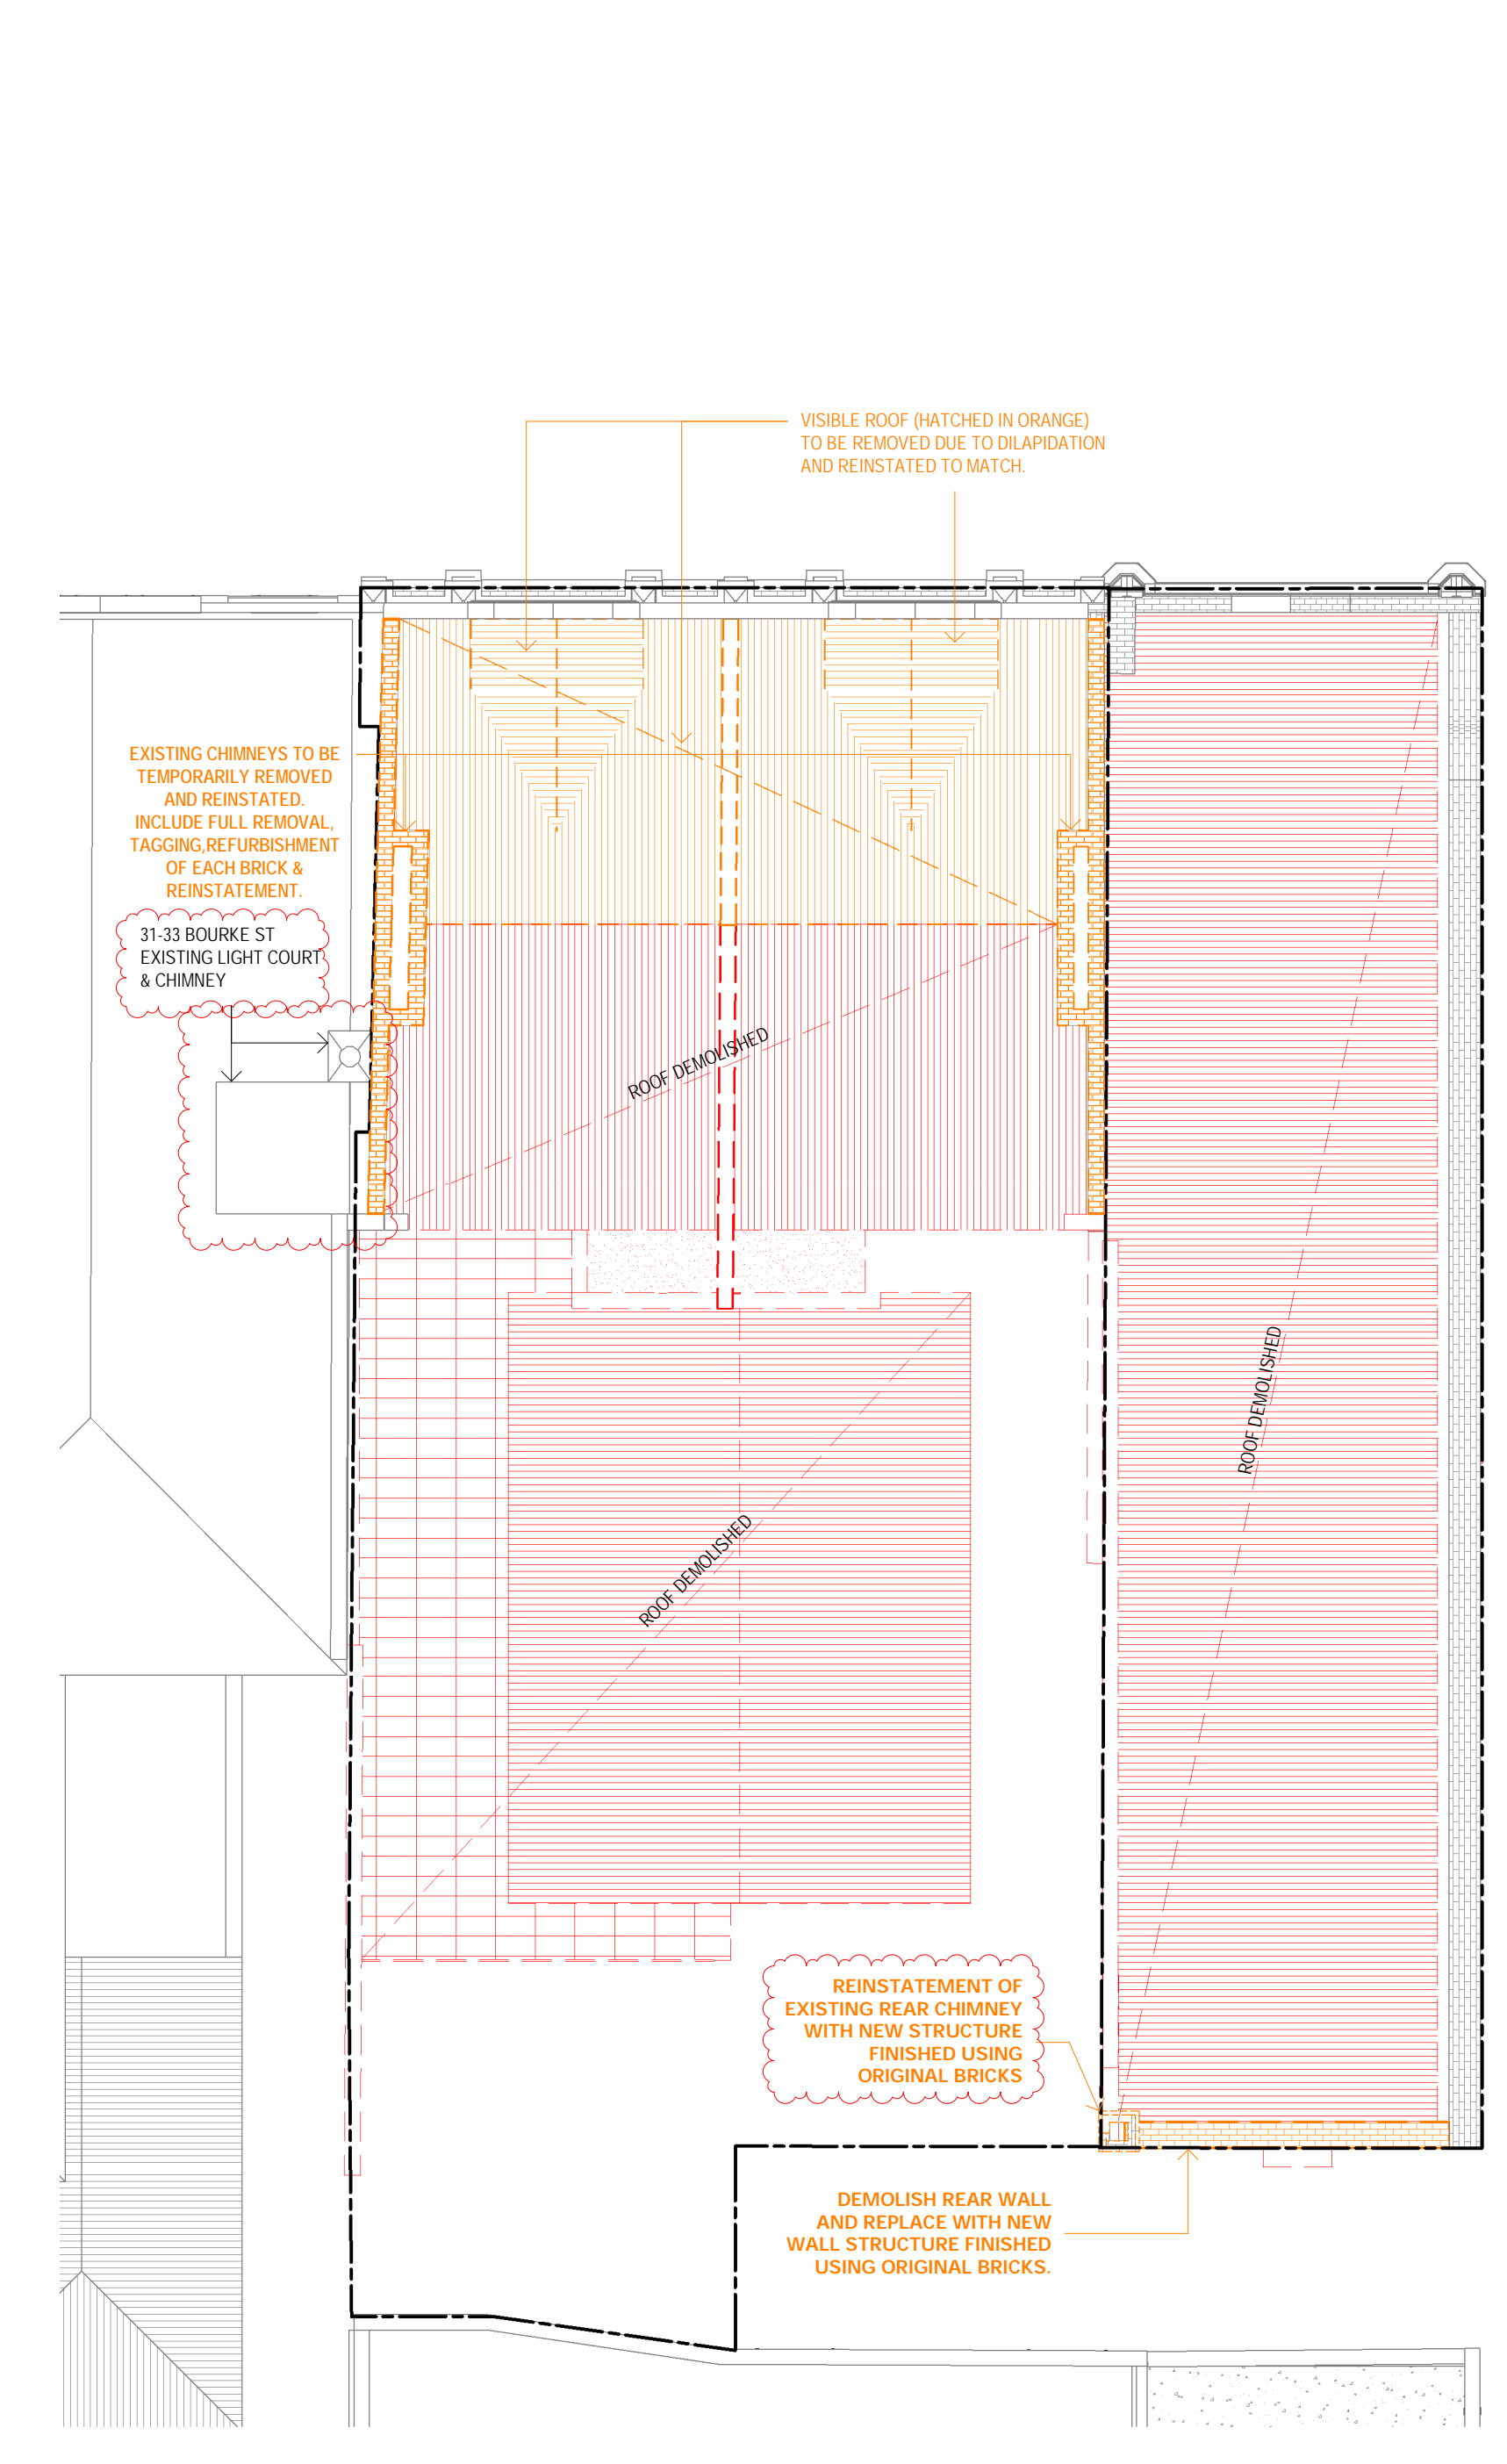 VISIBLE ROOF (HATCHED IN ORANGE)
TO BE REMOVED DUE TO DILAPIDATION
AND REINSTATED TO MATCH.
EXISTING CHIMNEYS TO BE
TEMPORARILY REMOVED
AND REINSTATED.
INCLUDE FULL REMOVAL,
TAGGING,REFURBISHMENT
OF EACH BRICK &
REINSTATEMENT.
31-33 BOURKE ST
EXISTING LIGHT COURT
& CHIMNEY
ROOF DEMOLISHED
ROOF DEMOLISHED
ROOF DEMOLISHED
REINSTATEMENT OF
EXISTING REAR CHIMNEY
WITH NEW STRUCTURE
FINISHED USING
ORIGINAL BRICKS
DEMOLISH REAR WALL
AND REPLACE WITH NEW
WALL STRUCTURE FINISHED
USING ORIGINAL BRICKS.